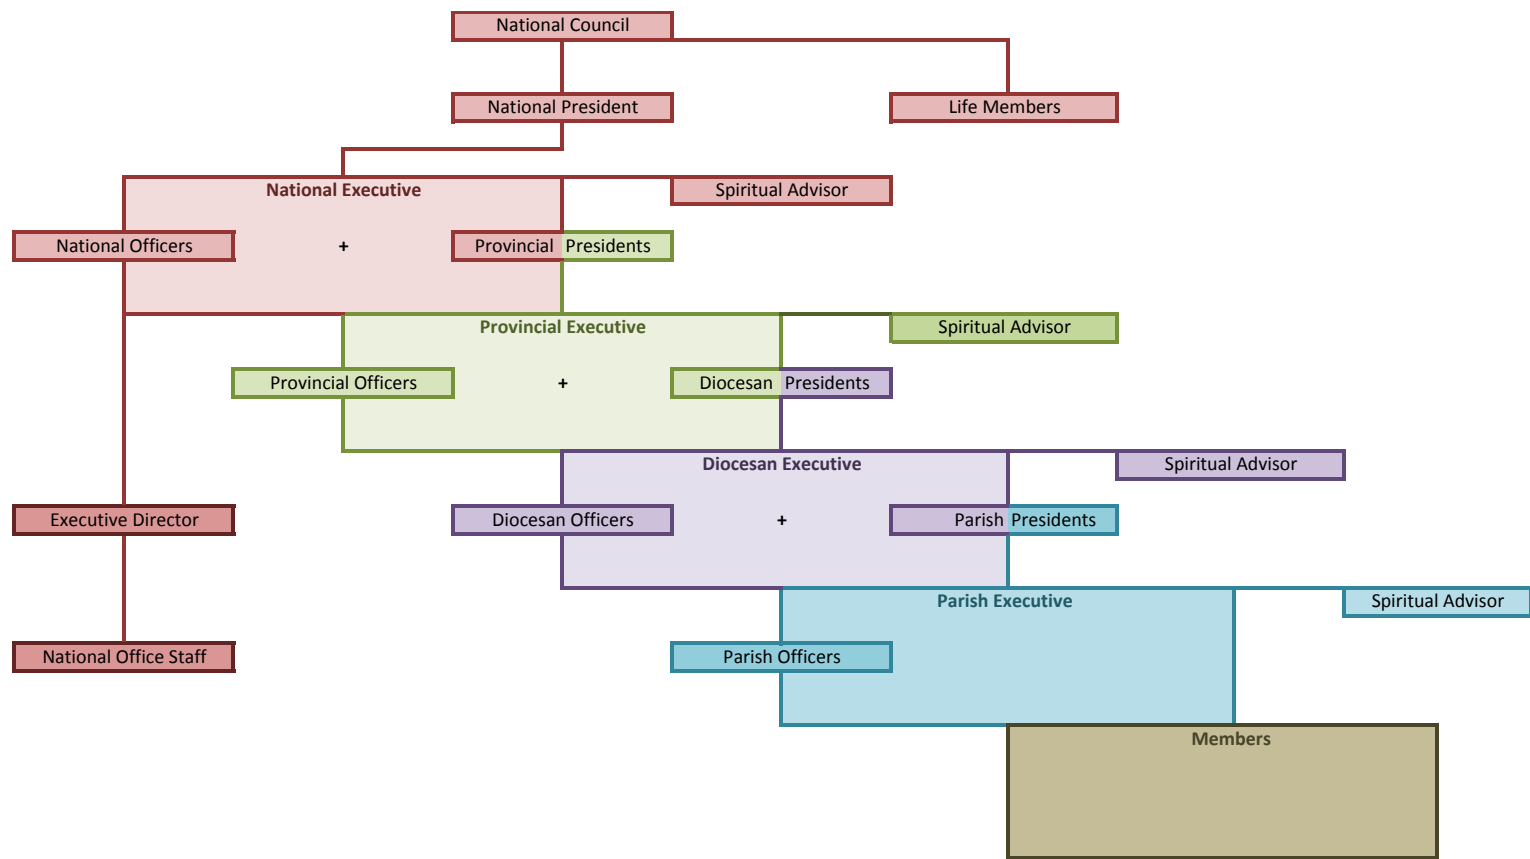 National Council
National President
Life Members
National Executive
Spiritual Advisor
National Officers
+
Provincial Presidents
Provincial Executive
Spiritual Advisor
Provincial Officers
+
Diocesan Presidents
Diocesan Executive
Spiritual Advisor
Executive Director
Diocesan Officers
+
Parish Presidents
Parish Executive
Spiritual Advisor
National Office Staff
Parish Officers
Members